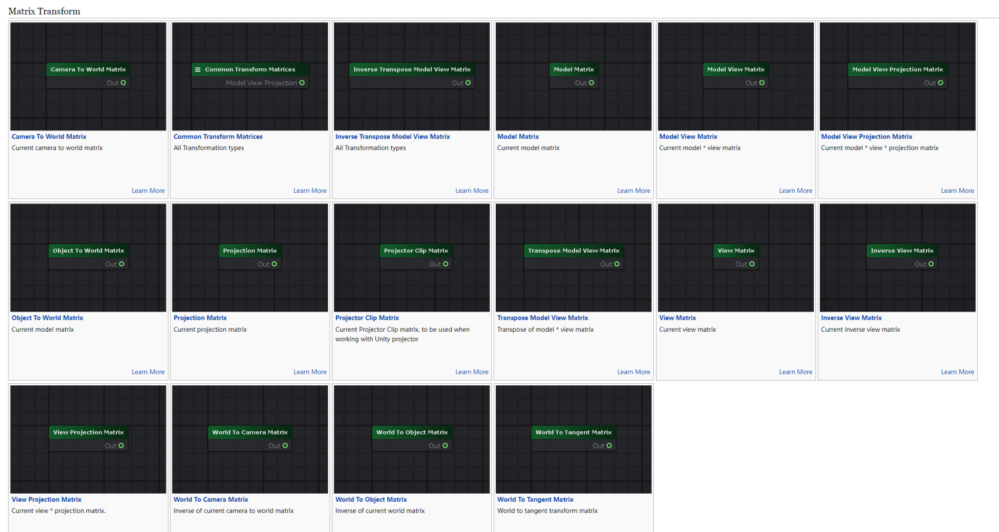 Matrix Transform
Camera To World Matrix
Out
Camera To World Matrix
Current camera to world matrix
Learn More
Common Transform Matrices
Model View Projection
Common Transform Matrices
All Transformation types
Learn More
Inverse Transpose Model View Matrix
Out
Inverse Transpose Model View Matrix
All Transformation types
Learn More
Model Matrix
Out
Model Matrix
Current model matrix
Learn More
Model View Matrix
Out
Model View Matrix
Current model * view matrix
Learn More
Model View Projection Matrix
Out
Model View Projection Matrix
Current model * view * projection matrix
Learn More
Object To World Matrix
Out
Object To World Matrix
Current model matrix
Learn More
Projection Matrix
Out
Projection Matrix
Current projection matrix
Learn More
Projector Clip Matrix
Out
Projector Clip Matrix
Current Projector Clip matrix, to be used when
working with Unity projector
Learn More
Transpose Model View Matrix
Out
Transpose Model View Matrix
Transpose of model * view matrix
Learn More
View Matrix
Out
View Matrix
Current view matrix
Learn More
Inverse View Matrix
Out
Inverse View Matrix
Current inverse view matrix
Learn More
View Projection Matrix
Out
View Projection Matrix
Current view * projection matrix.
World To Camera Matrix
Out
World To Camera Matrix
Inverse of current camera to world matrix
World To Object Matrix
Out
World To Object Matrix
Inverse of current world matrix
World To Tangent Matrix
Out
World To Tangent Matrix
World to tangent transform matrix